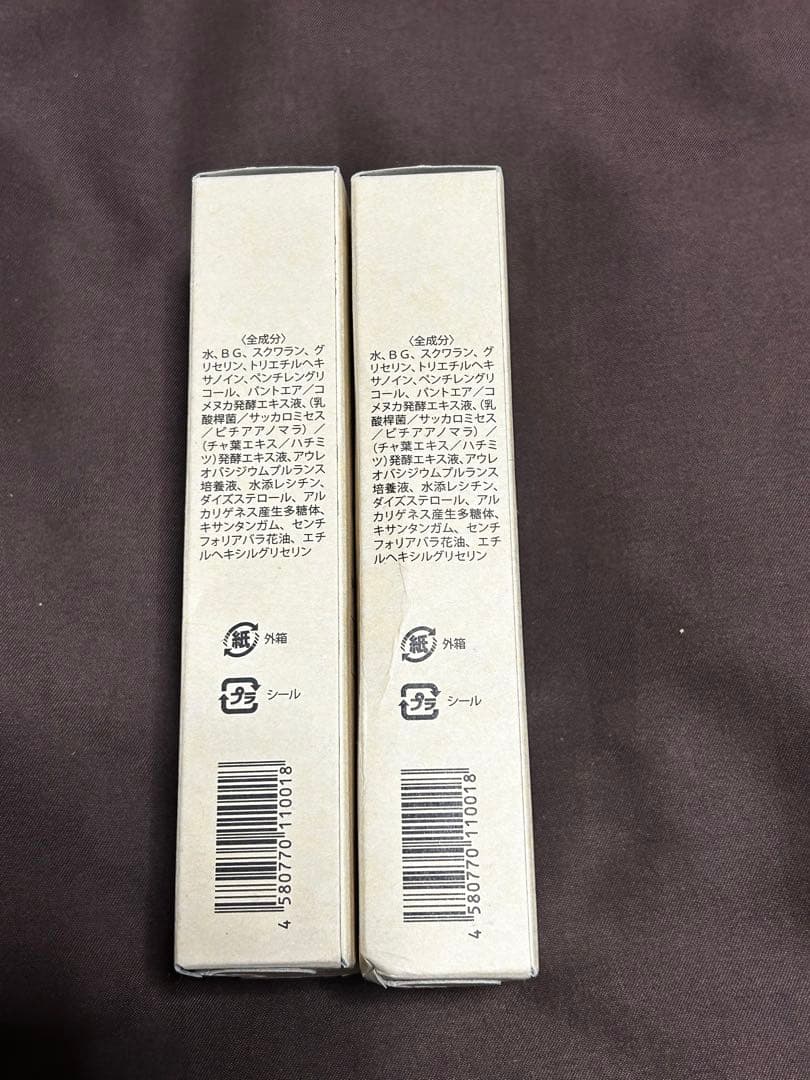 〈全成分〉
水、BG、スクワラン、グ
リセリン、トリエチルヘキ
サノイン、ペンチレングリ
コール、パントエア/コ
メヌカ発酵エキス液、(乳
酸桿菌/サッカロミセス
/ピチアアノマラ)/
(チャ葉エキス/ハチミ
ツ)発酵エキス液、アウレ
オバシジウムプルランス
培養液、水添レシチン、
ダイズステロール、アル
カリゲネス産生多糖体、
キサンタンガム、センチ
フォリアバラ花油、エチ
ルヘキシルグリセリン
紙 外箱
プラ シール
4 580770 110018
〈全成分〉
水、BG、スクワラン、グ
リセリン、トリエチルヘキ
サノイン、ペンチレングリ
コール、パントエア/コ
メヌカ発酵エキス液、(乳
酸桿菌/サッカロミセス
/ピチアアノマラ)/
(チャ葉エキス/ハチミ
ツ)発酵エキス液、アウレ
オバシジウムプルランス
培養液、水添レシチン、
ダイズステロール、アル
カリゲネス産生多糖体、
キサンタンガム、センチ
フォリアバラ花油、エチ
ルヘキシルグリセリン
紙 外箱
プラ シール
4 580770 110018